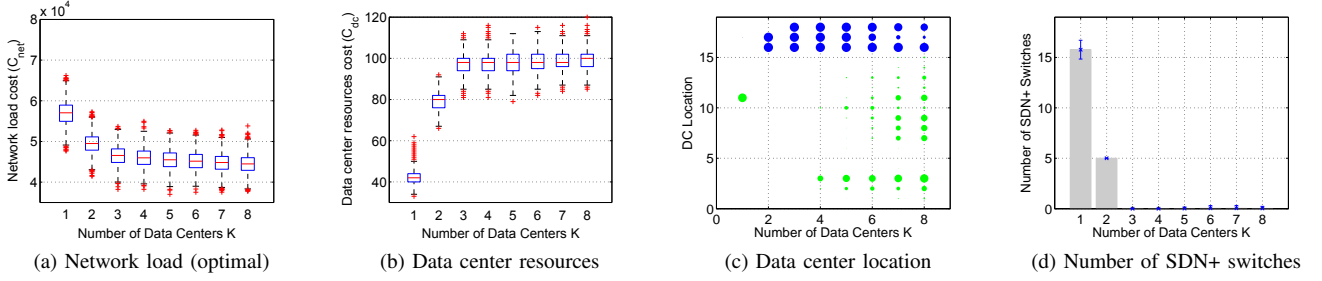 x 10⁴
8
7
6
5
4
Network load cost (C_net)
1 2 3 4 5 6 7 8
Number of Data Centers K
(a) Network load (optimal)
120
100
80
60
40
Data center resources cost (C_dc)
1 2 3 4 5 6 7 8
Number of Data Centers K
(b) Data center resources
15
10
5
0
DC Location
0 2 4 6 8
Number of Data Centers K
(c) Data center location
15
10
5
0
Number of SDN+ Switches
1 2 3 4 5 6 7 8
Number of Data Centers K
(d) Number of SDN+ switches